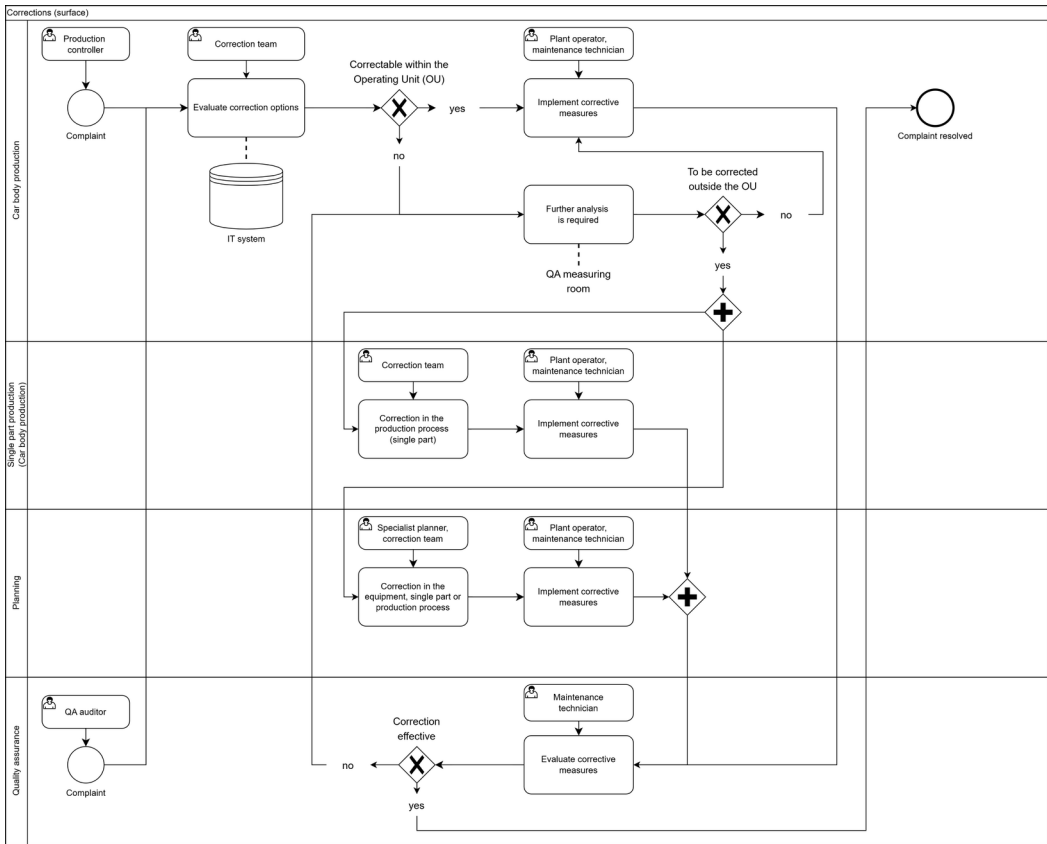 Corrections (surface)
Car body production
Production
controller
Complaint
Correction team
Evaluate correction options
IT system
Correctable within the
Operating Unit (OU)
yes
no
Plant operator,
maintenance technician
Implement corrective
measures
Complaint resolved
Further analysis
is required
QA measuring
room
To be corrected
outside the OU
no
yes
Single part production
(Car body production)
Correction team
Correction in the
production process
(single part)
Plant operator,
maintenance technician
Implement corrective
measures
Planning
Specialist planner,
correction team
Correction in the
equipment, single part or
production process
Plant operator,
maintenance technician
Implement corrective
measures
Quality assurance
QA auditor
Complaint
Maintenance
technician
Evaluate corrective
measures
Correction
effective
no
yes